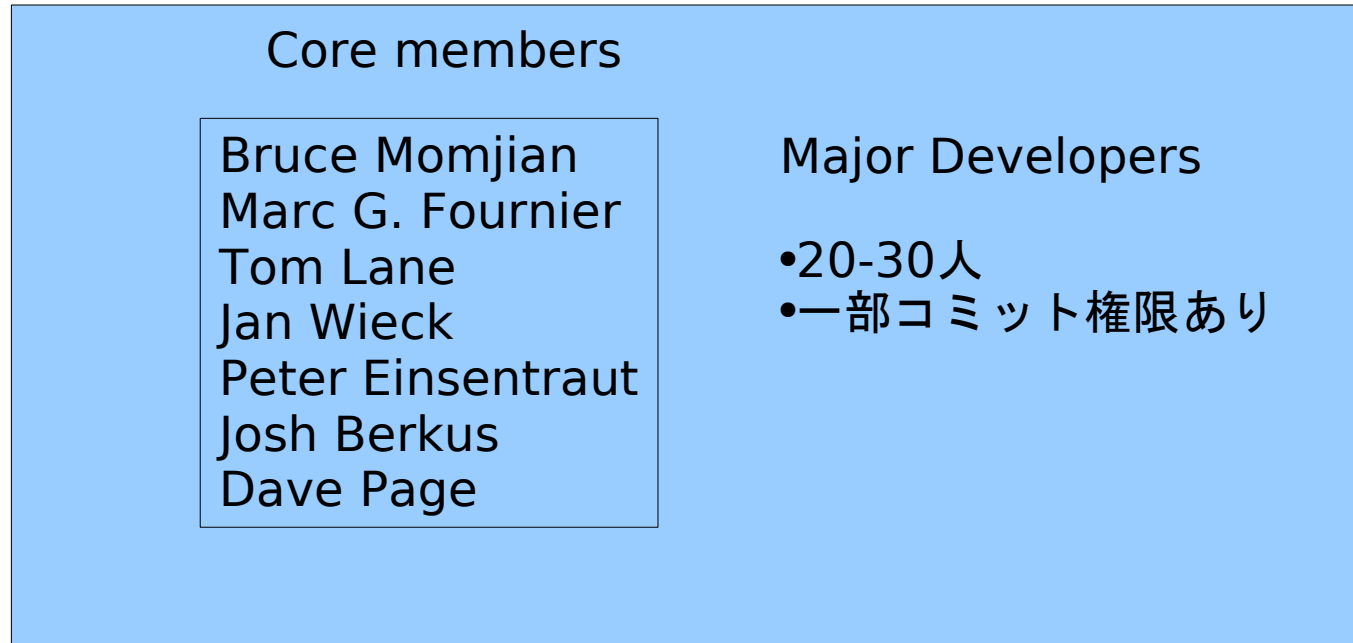 Core members
Bruce Momjian
Marc G. Fournier
Tom Lane
Jan Wieck
Peter Einsentraut
Josh Berkus
Dave Page
Major Developers
•20-30人
•一部コミット権限あり